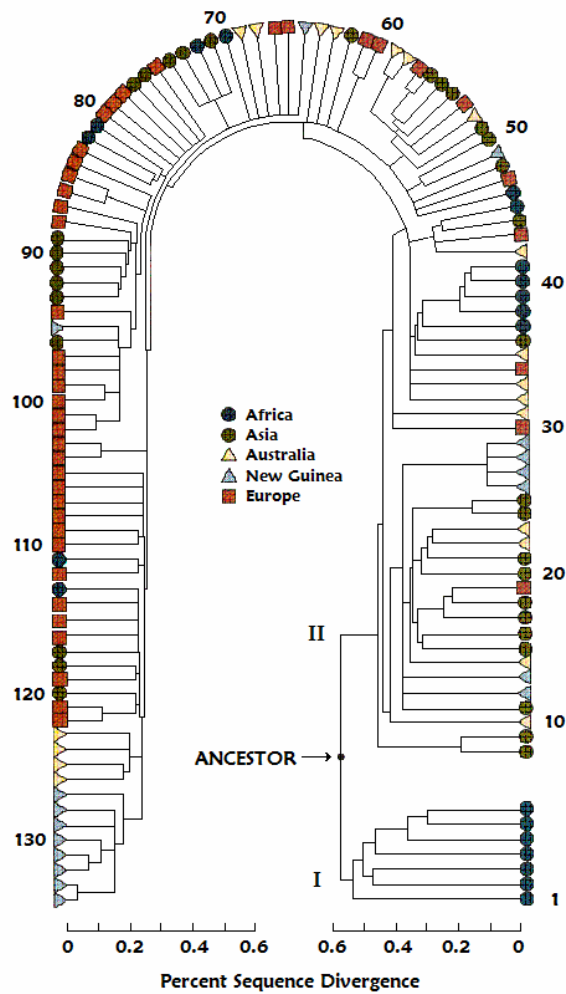 70
60
80
50
90
40
Africa
100
Asia
Australia
30
New Guinea
Europe
110
20
II
120
10
ANCESTOR
130
I
1
0 0.2 0.4 0.6
0.6 0.4 0.2 0
Percent Sequence Divergence